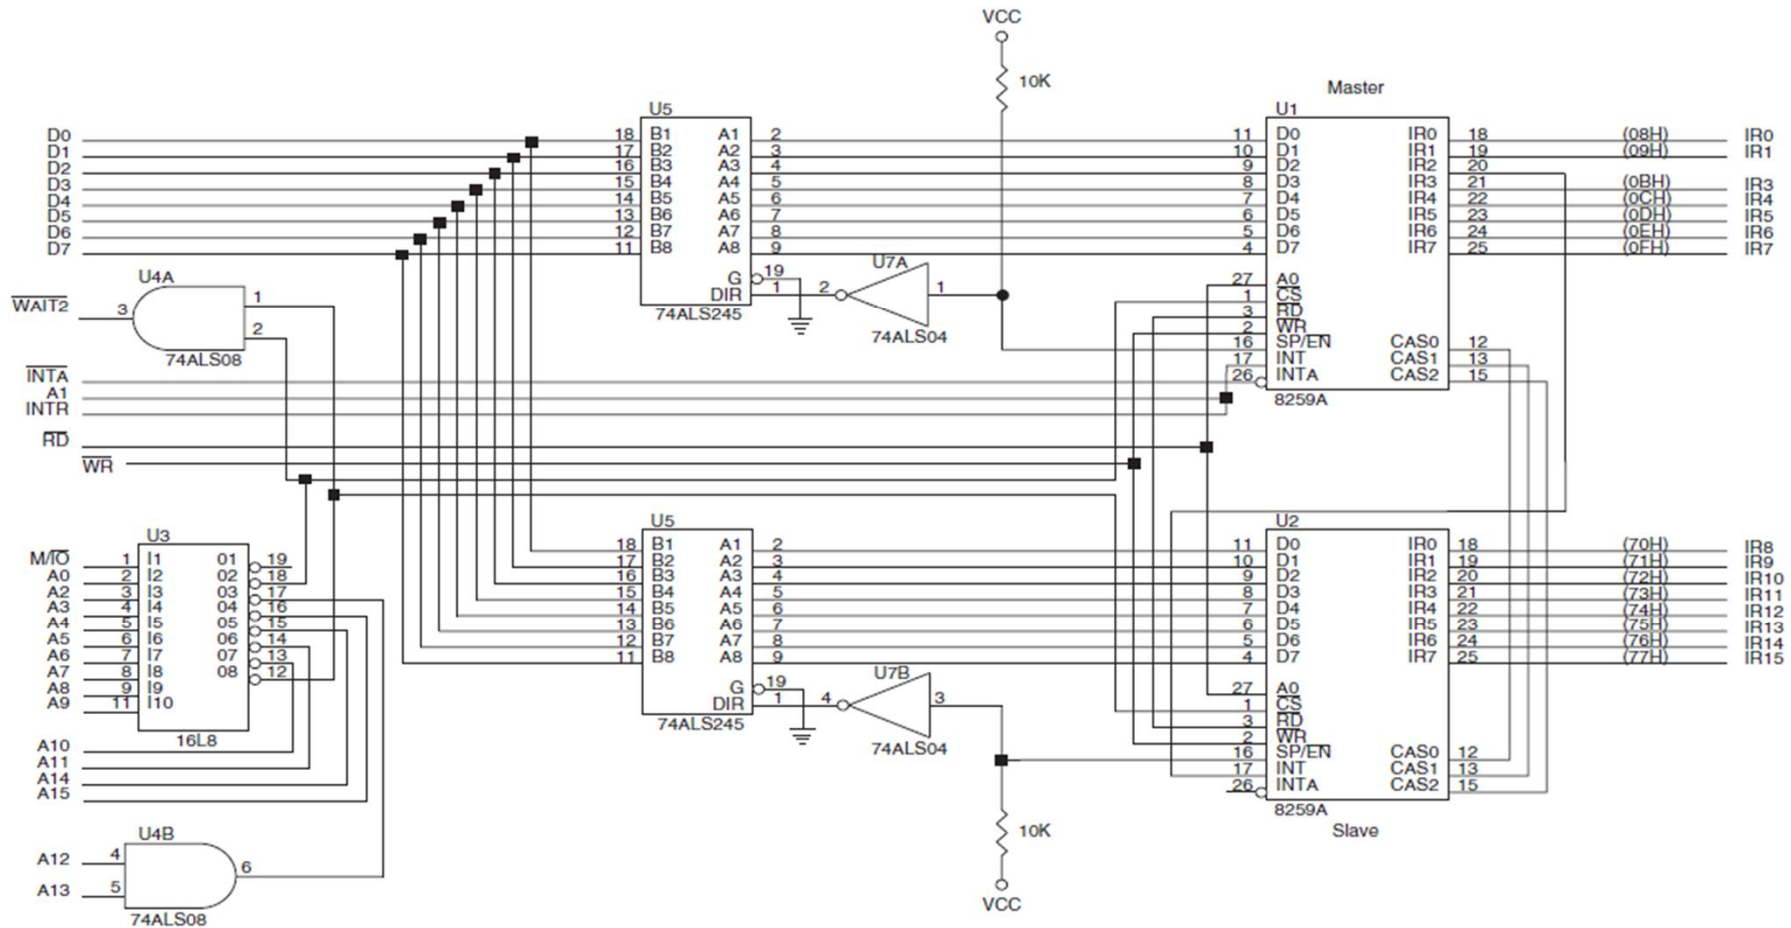 VCC
10K
Master
U5
U1
D0
D1
D2
D3
D4
D5
D6
D7
18 B1 A1 2
17 B2 A2 3
16 B3 A3 4
15 B4 A4 5
14 B5 A5 6
13 B6 A6 7
12 B7 A7 8
11 B8 A8 9
G 19
DIR 1
74ALS245
U7A
2
1
74ALS04
11 D0 IR0 18 (08H) IR0
10 D1 IR1 19 (09H) IR1
9 D2 IR2 20
8 D3 IR3 21 (0BH) IR3
7 D4 IR4 22 (0CH) IR4
6 D5 IR5 23 (0DH) IR5
5 D6 IR6 24 (0EH) IR6
4 D7 IR7 25 (0FH) IR7
27 A0
1 C̅S̅
3 R̅D̅
2 W̅R̅
16 SP/E̅N̅ CAS0 12
17 INT CAS1 13
26 INTA CAS2 15
8259A
U4A
W̅A̅I̅T̅2̅
3
1
2
74ALS08
I̅N̅T̅A̅
A1
INTR
R̅D̅
W̅R̅
U3
M/I̅O̅ 1 I1 01 19
A0 2 I2 02 18
A2 3 I3 03 17
A3 4 I4 04 16
A4 5 I5 05 15
A5 6 I6 06 14
A6 7 I7 07 13
A7 8 I8 08 12
A8 9 I9
A9 11 I10
16L8
A10
A11
A14
A15
U4B
A12 4
A13 5
6
74ALS08
U5
18 B1 A1 2
17 B2 A2 3
16 B3 A3 4
15 B4 A4 5
14 B5 A5 6
13 B6 A6 7
12 B7 A7 8
11 B8 A8 9
G 19
DIR 1
74ALS245
U7B
4
3
74ALS04
U2
11 D0 IR0 18 (70H) IR8
10 D1 IR1 19 (71H) IR9
9 D2 IR2 20 (72H) IR10
8 D3 IR3 21 (73H) IR11
7 D4 IR4 22 (74H) IR12
6 D5 IR5 23 (75H) IR13
5 D6 IR6 24 (76H) IR14
4 D7 IR7 25 (77H) IR15
27 A0
1 C̅S̅
3 R̅D̅
2 W̅R̅
16 SP/E̅N̅ CAS0 12
17 INT CAS1 13
26 INTA CAS2 15
8259A
Slave
10K
VCC